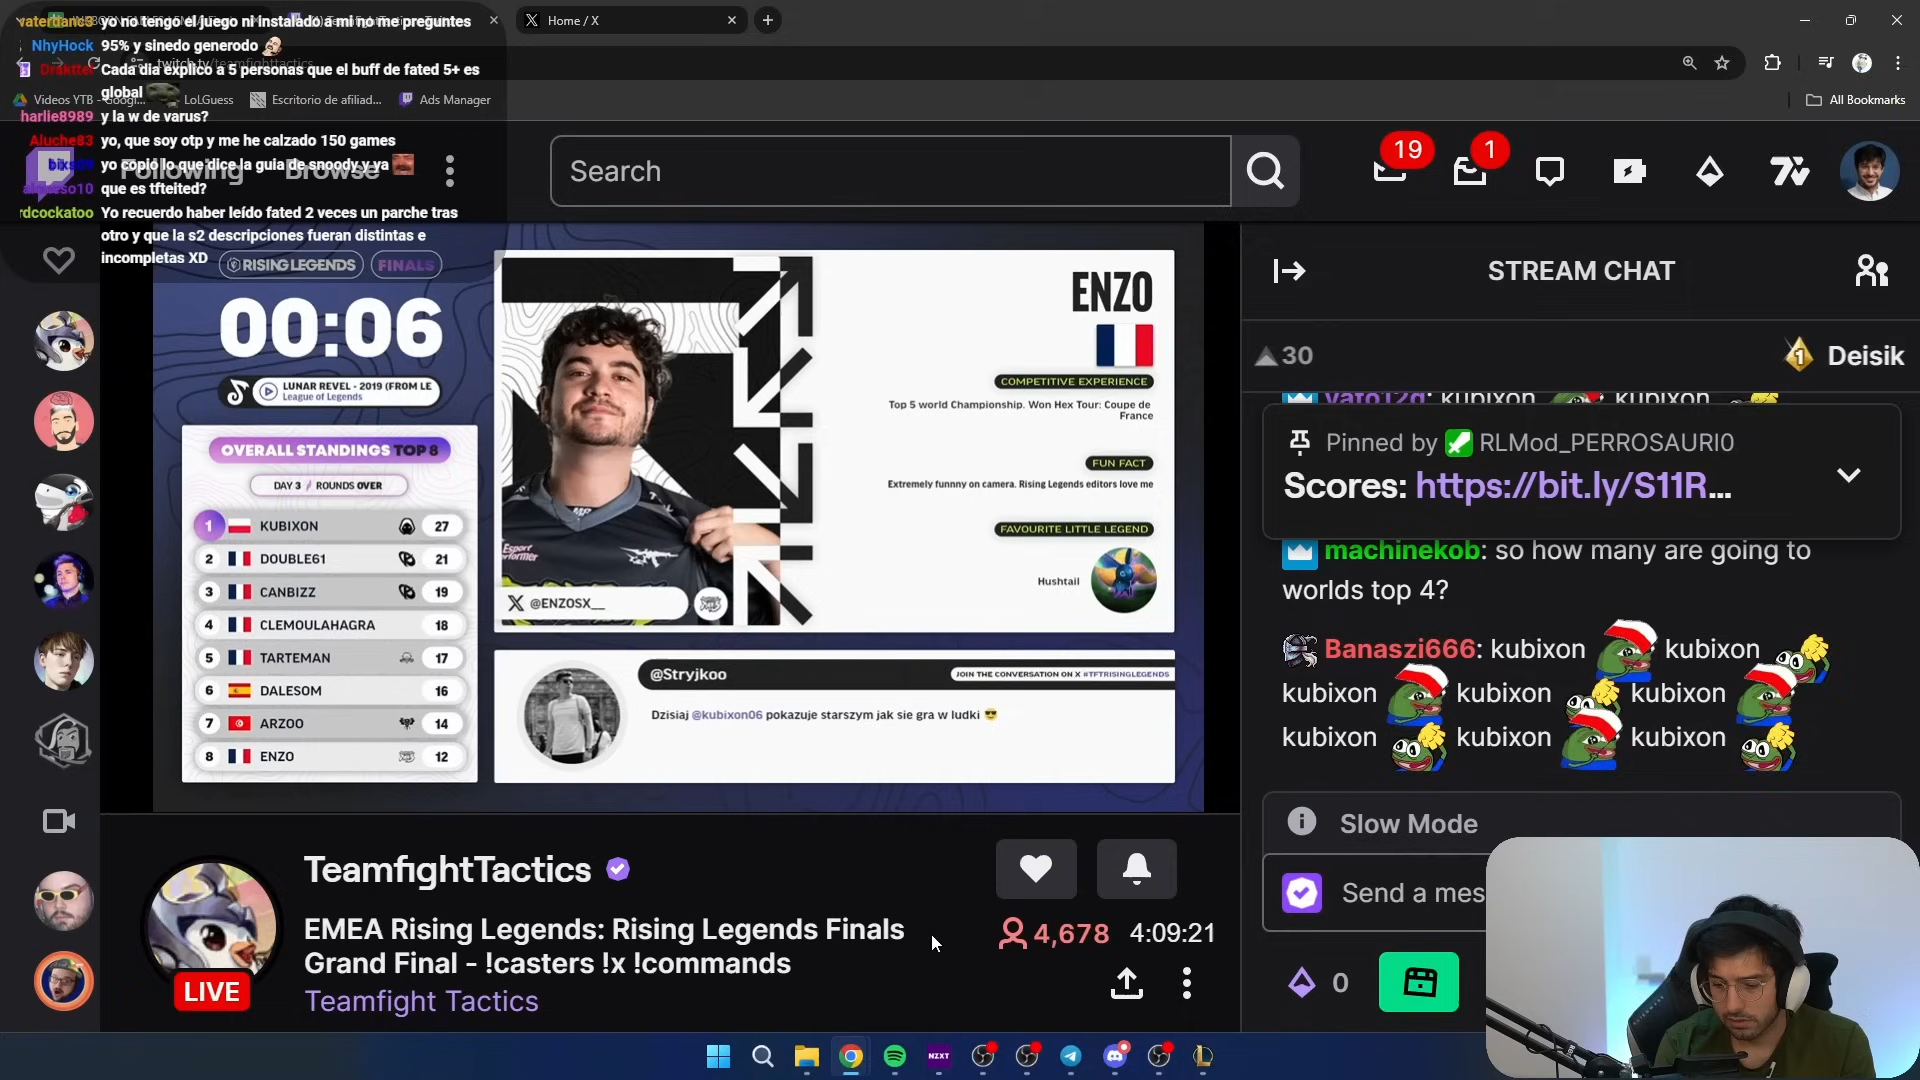 vaterdan3 yo no tengo el juego ni instalado a mi no me preguntes
NhyHock 95% y sinedo generodo
Cada dia explico a 5 personas que el buff de fated 5+ es
global
harlie8989 y la w de varus?
Aluche83 yo, que soy otp y me he calzado 150 games
yo copio lo que dice la guia de snoody y ya
que es tfteited?
rdcockatoo Yo recuerdo haber leído fated 2 veces un parche tras
otro y que la s2 descripciones fueran distintas e
incompletas XD
Home / X
twitch.tv/teamfighttactics
Videos YTB - Googl...
LoLGuess
Escritorio de afiliad...
Ads Manager
All Bookmarks
Following
Browse
Search
19
1
RISING LEGENDS
FINALS
00:06
LUNAR REVEL - 2019 (FROM LE
League of Legends
OVERALL STANDINGS TOP 8
DAY 3 / ROUNDS OVER
1 KUBIXON 27
2 DOUBLE61 21
3 CANBIZZ 19
4 CLEMOULAHAGRA 18
5 TARTEMAN 17
6 DALESOM 16
7 ARZOO 14
8 ENZO 12
ENZO
COMPETITIVE EXPERIENCE
Top 5 world Championship. Won Hex Tour: Coupe de
France
FUN FACT
Extremely funnny on camera. Rising Legends editors love me
FAVOURITE LITTLE LEGEND
Hushtail
@ENZOSX__
@Stryjkoo
JOIN THE CONVERSATION ON X #TFTRISINGLEGENDS
Dzisiaj @kubixon06 pokazuje starszym jak sie gra w ludki
STREAM CHAT
30
1 Deisik
Pinned by RLMod_PERROSAURI0
Scores: https://bit.ly/S11R...
machinekob: so how many are going to
worlds top 4?
Banaszi666: kubixon kubixon
kubixon kubixon kubixon
kubixon kubixon kubixon
Slow Mode
Send a mes
0
TeamfightTactics
EMEA Rising Legends: Rising Legends Finals
Grand Final - !casters !x !commands
Teamfight Tactics
LIVE
4,678 4:09:21
NZXT